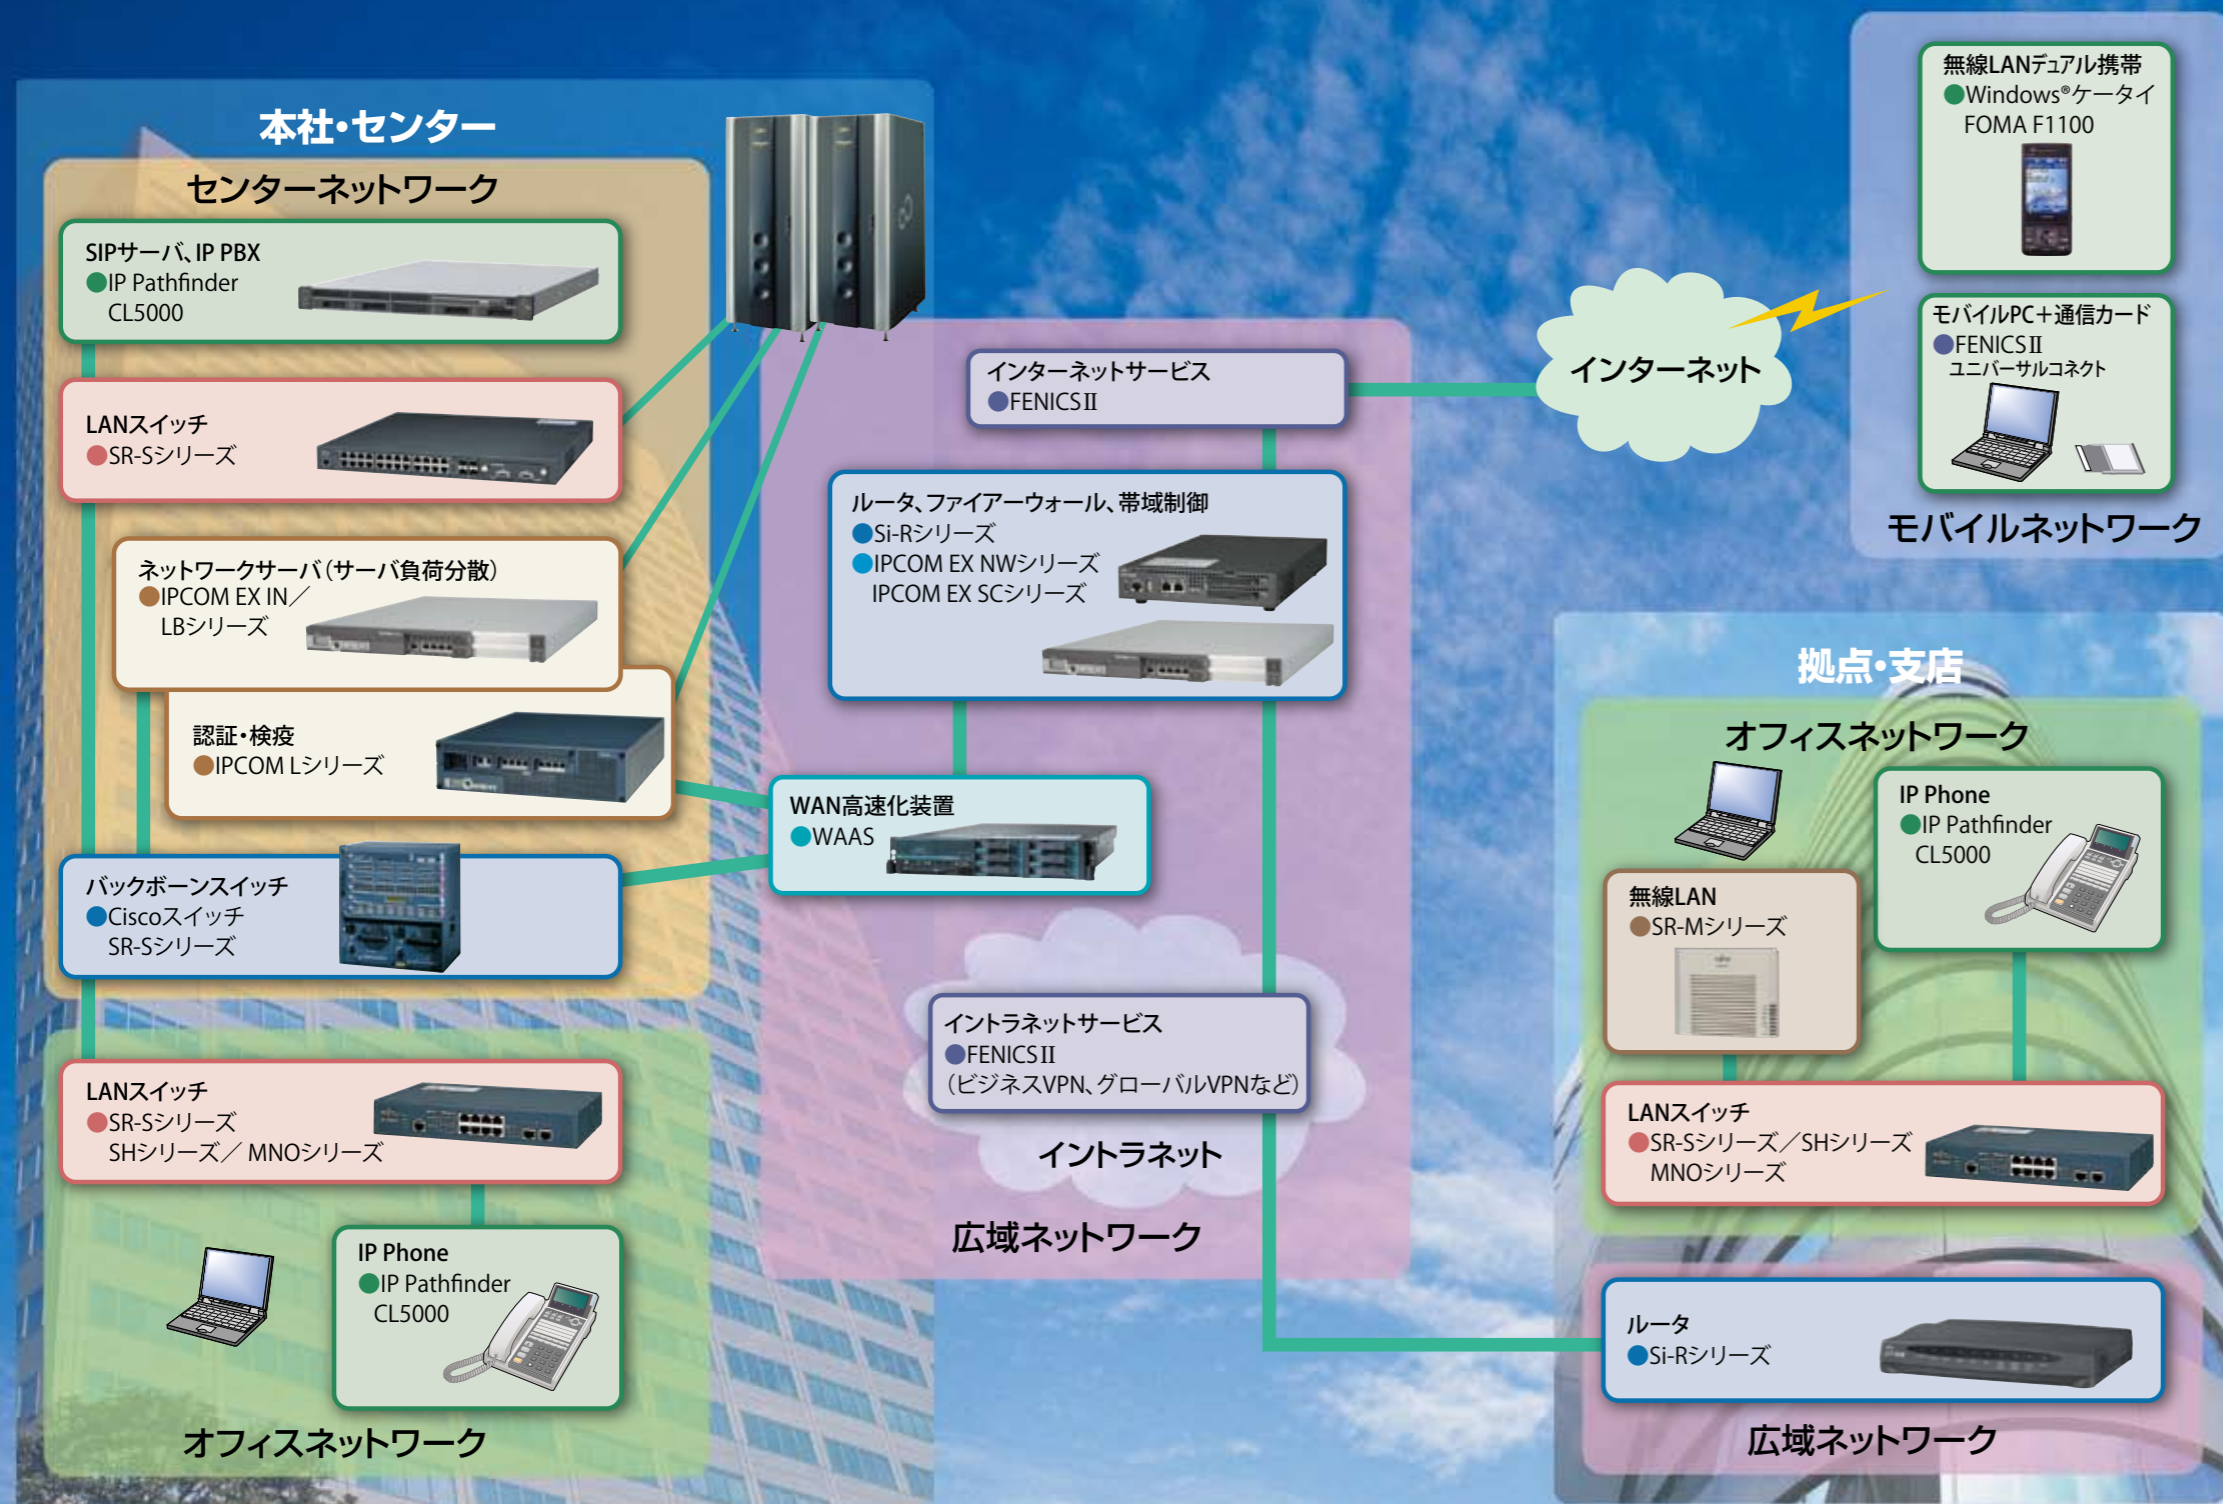 本社・センター
センターネットワーク
SIPサーバ、IP PBX
●IP Pathfinder
CL5000
LANスイッチ
●SR-Sシリーズ
ネットワークサーバ（サーバ負荷分散）
●IPCOM EX IN／
LBシリーズ
認証・検疫
●IPCOM Lシリーズ
バックボーンスイッチ
●Ciscoスイッチ
SR-Sシリーズ
LANスイッチ
●SR-Sシリーズ
SHシリーズ／MNOシリーズ
IP Phone
●IP Pathfinder
CL5000
オフィスネットワーク
インターネットサービス
●FENICSⅡ
ルータ、ファイアーウォール、帯域制御
●Si-Rシリーズ
●IPCOM EX NWシリーズ
IPCOM EX SCシリーズ
WAN高速化装置
●WAAS
イントラネットサービス
●FENICSⅡ
（ビジネスVPN、グローバルVPNなど）
イントラネット
広域ネットワーク
インターネット
無線LANデュアル携帯
●Windows®ケータイ
FOMA F1100
モバイルPC＋通信カード
●FENICSⅡ
ユニバーサルコネクト
モバイルネットワーク
拠点・支店
オフィスネットワーク
IP Phone
●IP Pathfinder
CL5000
無線LAN
●SR-Mシリーズ
LANスイッチ
●SR-Sシリーズ／SHシリーズ
MNOシリーズ
ルータ
●Si-Rシリーズ
広域ネットワーク